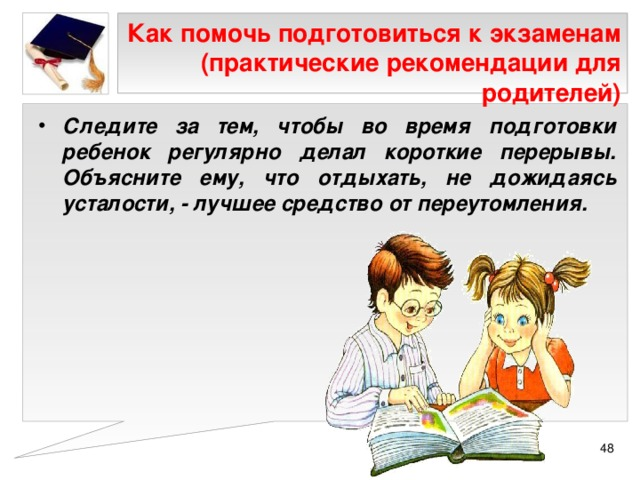 Как помочь подготовиться к экзаменам
(практические рекомендации для
родителей)
• Следите за тем, чтобы во время подготовки
ребенок регулярно делал короткие перерывы.
Объясните ему, что отдыхать, не дожидаясь
усталости, - лучшее средство от переутомления.
48